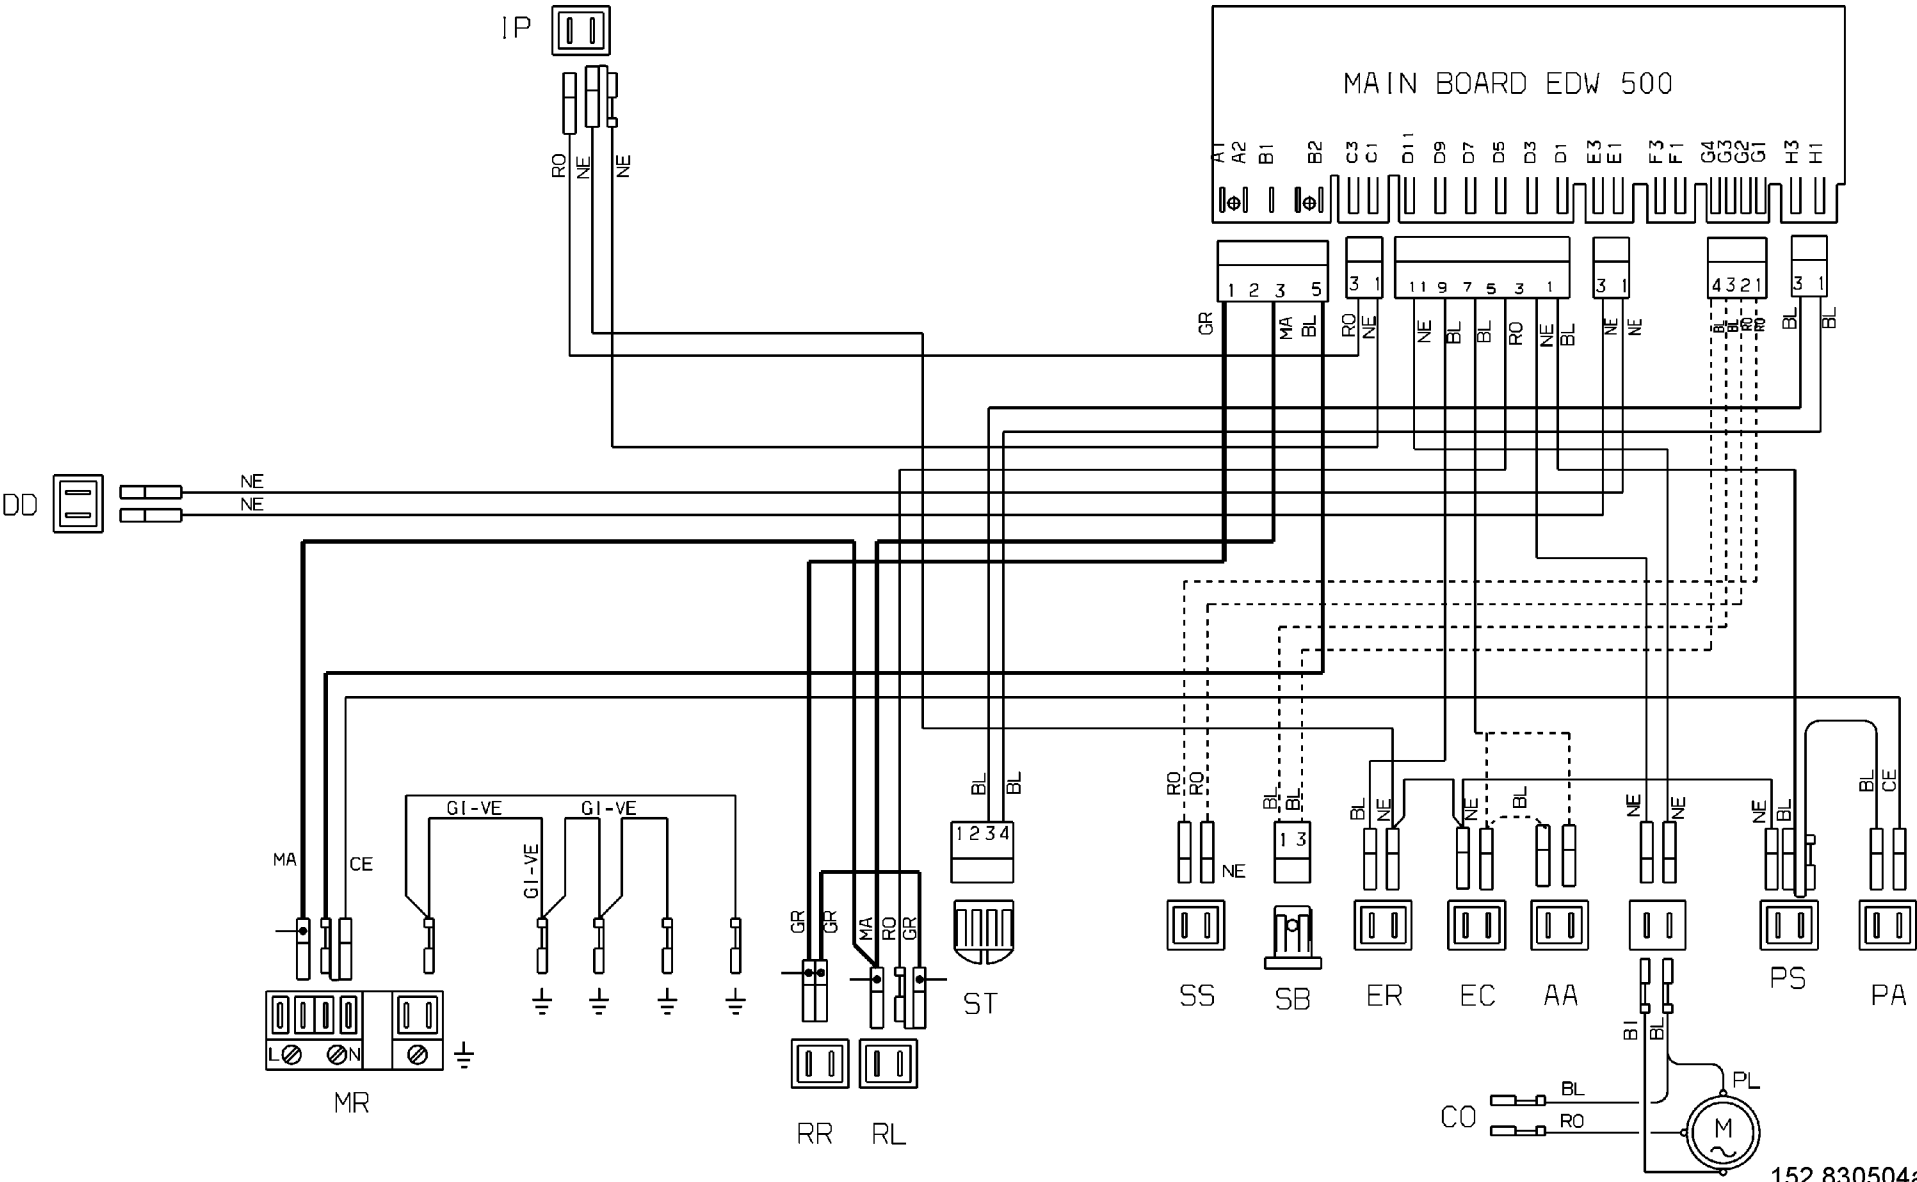 IP
MAIN BOARD EDW 500
A1 A2 B1 B2 C3 C1 D11 D9 D7 D5 D3 D1 E3 E1 F3 F1 G4 G3 G2 G1 H3 H1
RO NE NE
1 2 3 5 3 1 11 9 7 5 3 1 3 1 4 3 2 1 3 1
GR MA BL RO NE NE BL BL RO NE BL NE NE BL BL RO RO BL BL
DD
NE
NE
BL BL RO RO BL BL BL NE NE BL NE NE NE BL BL CE
GI-VE GI-VE
GI-VE
1 2 3 4
1 3
MA CE
NE
GR GR MA RO GR
ST SS SB ER EC AA PS PA
BI BL
L N
MR
RR RL
CO
BL
RO
PL
M
152 830504a